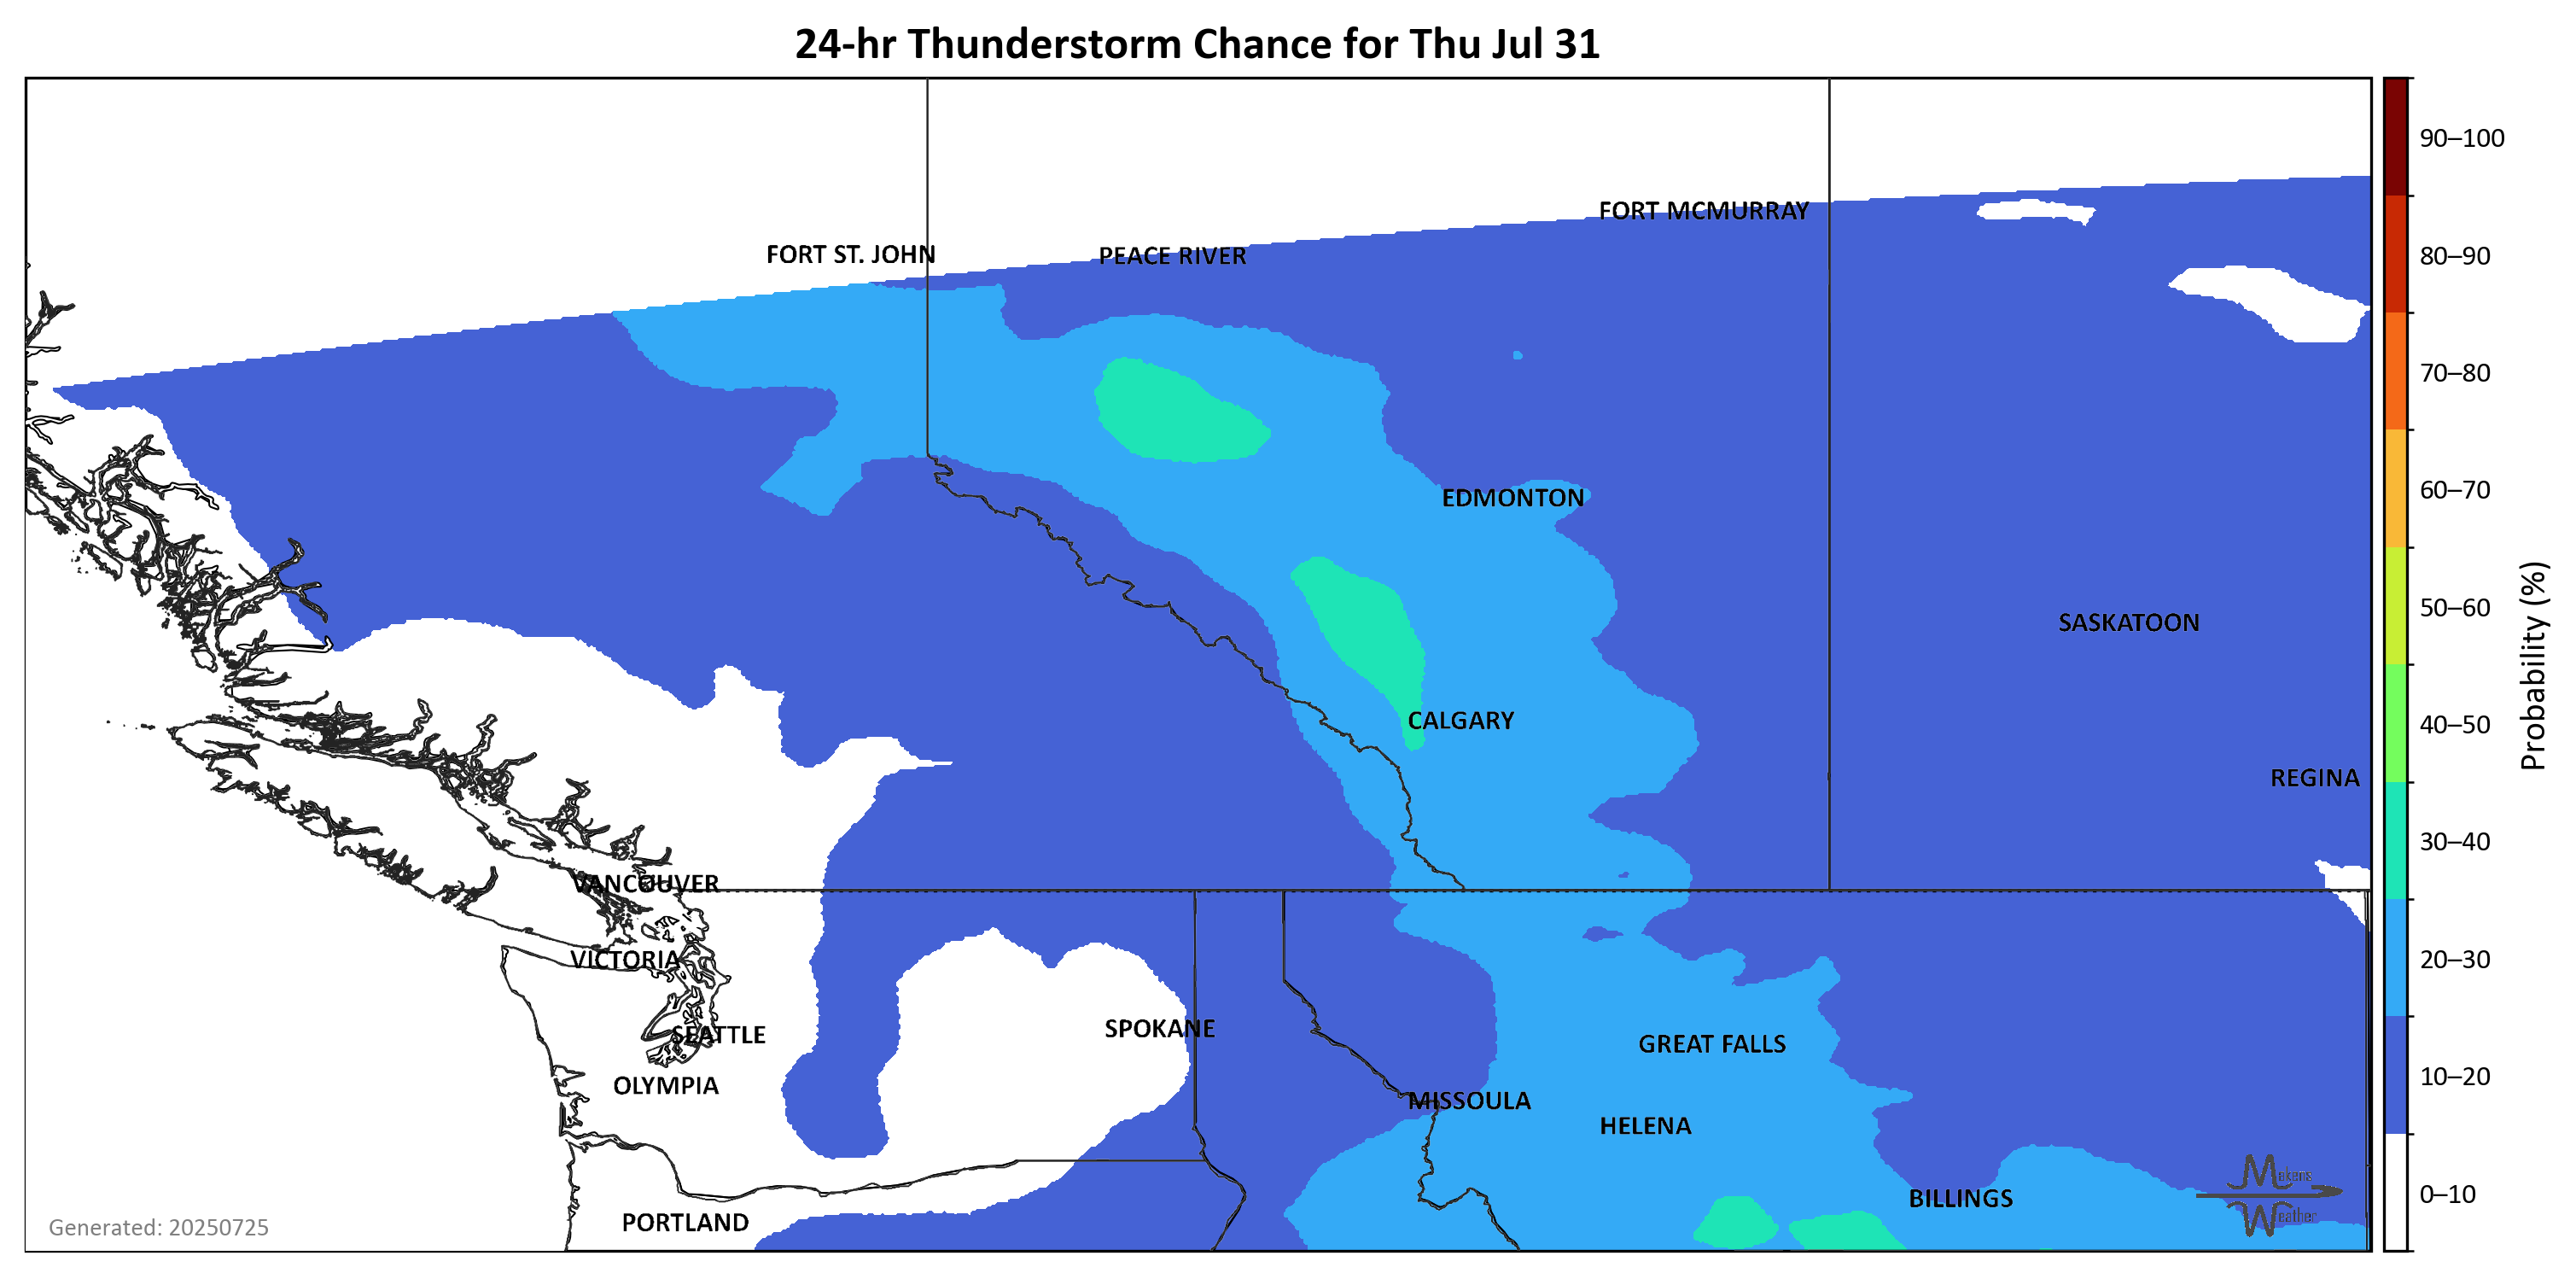 24-hr Thunderstorm Chance for Thu Jul 31
90–100
FORT MCMURRAY
FORT ST. JOHN
PEACE RIVER
80–90
70–80
60–70
EDMONTON
50–60
SASKATOON
Probability (%)
CALGARY
40–50
REGINA
30–40
VANCOUVER
VICTORIA
20–30
SPOKANE
SEATTLE
GREAT FALLS
10–20
OLYMPIA
MISSOULA
HELENA
Mekens
Weather
BILLINGS
0–10
PORTLAND
Generated: 20250725